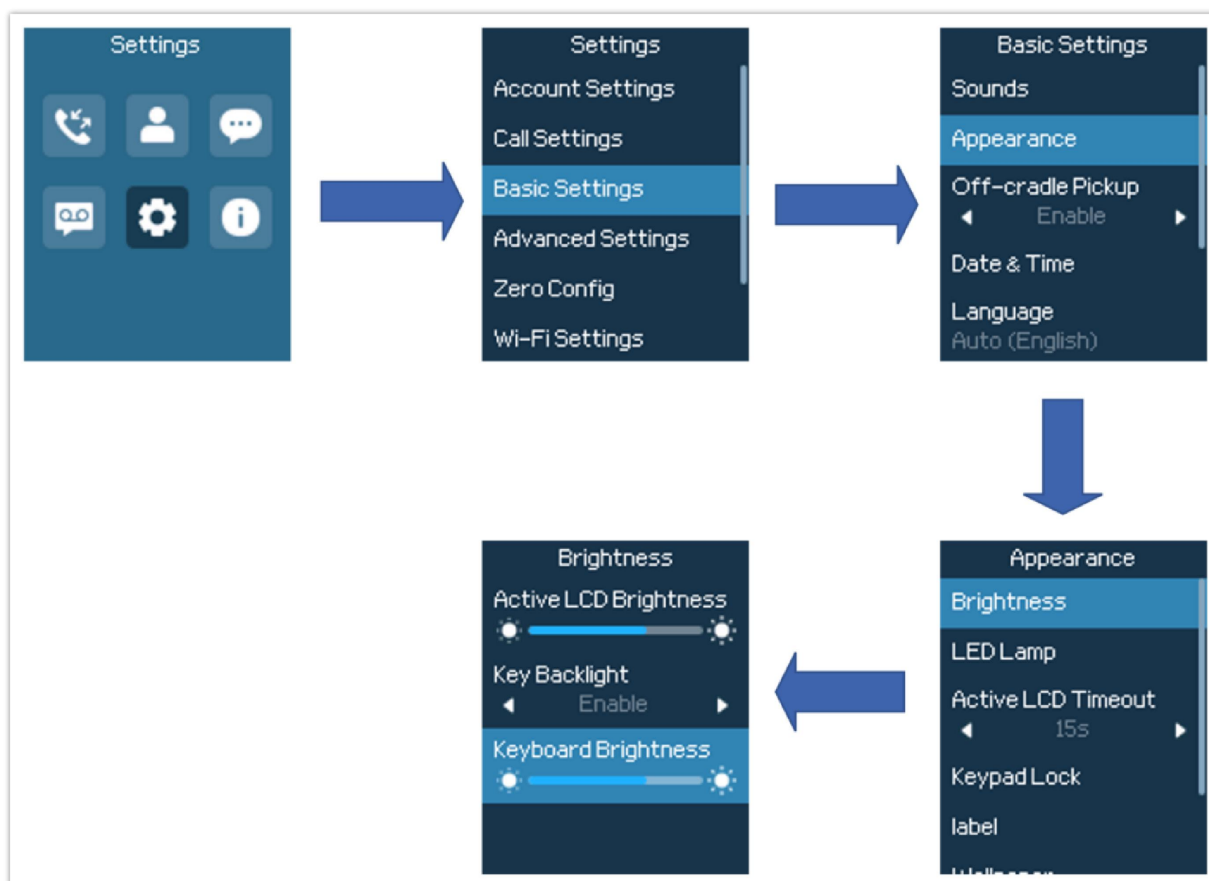 Settings
Settings
Account Settings
Call Settings
Basic Settings
Advanced Settings
Zero Config
Wi-Fi Settings
Basic Settings
Sounds
Appearance
Off-cradle Pickup
Enable
Date & Time
Language
Auto (English)
Appearance
Brightness
LED Lamp
Active LCD Timeout
15s
Keypad Lock
label
Brightness
Active LCD Brightness
Key Backlight
Enable
Keyboard Brightness